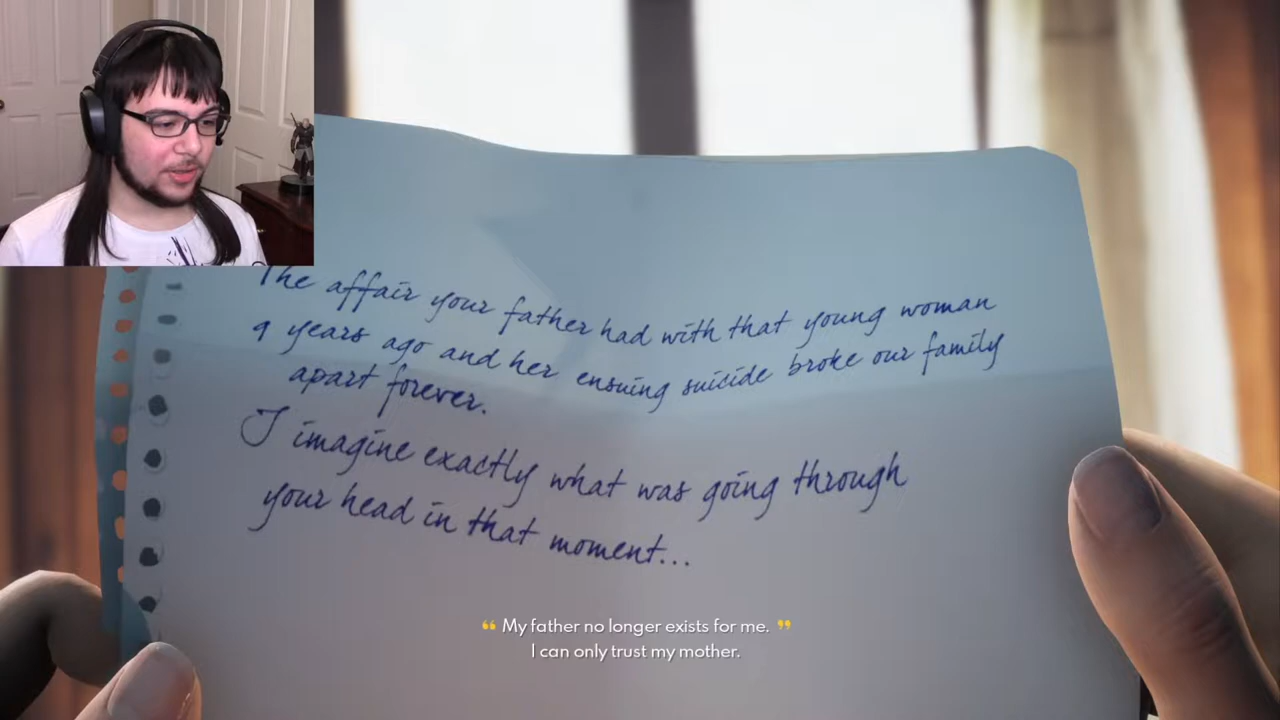 The affair your father had with that young woman
9 years ago and her ensuing suicide broke our family
apart forever.
I imagine exactly what was going through
your head in that moment...
“ My father no longer exists for me. ”
I can only trust my mother.